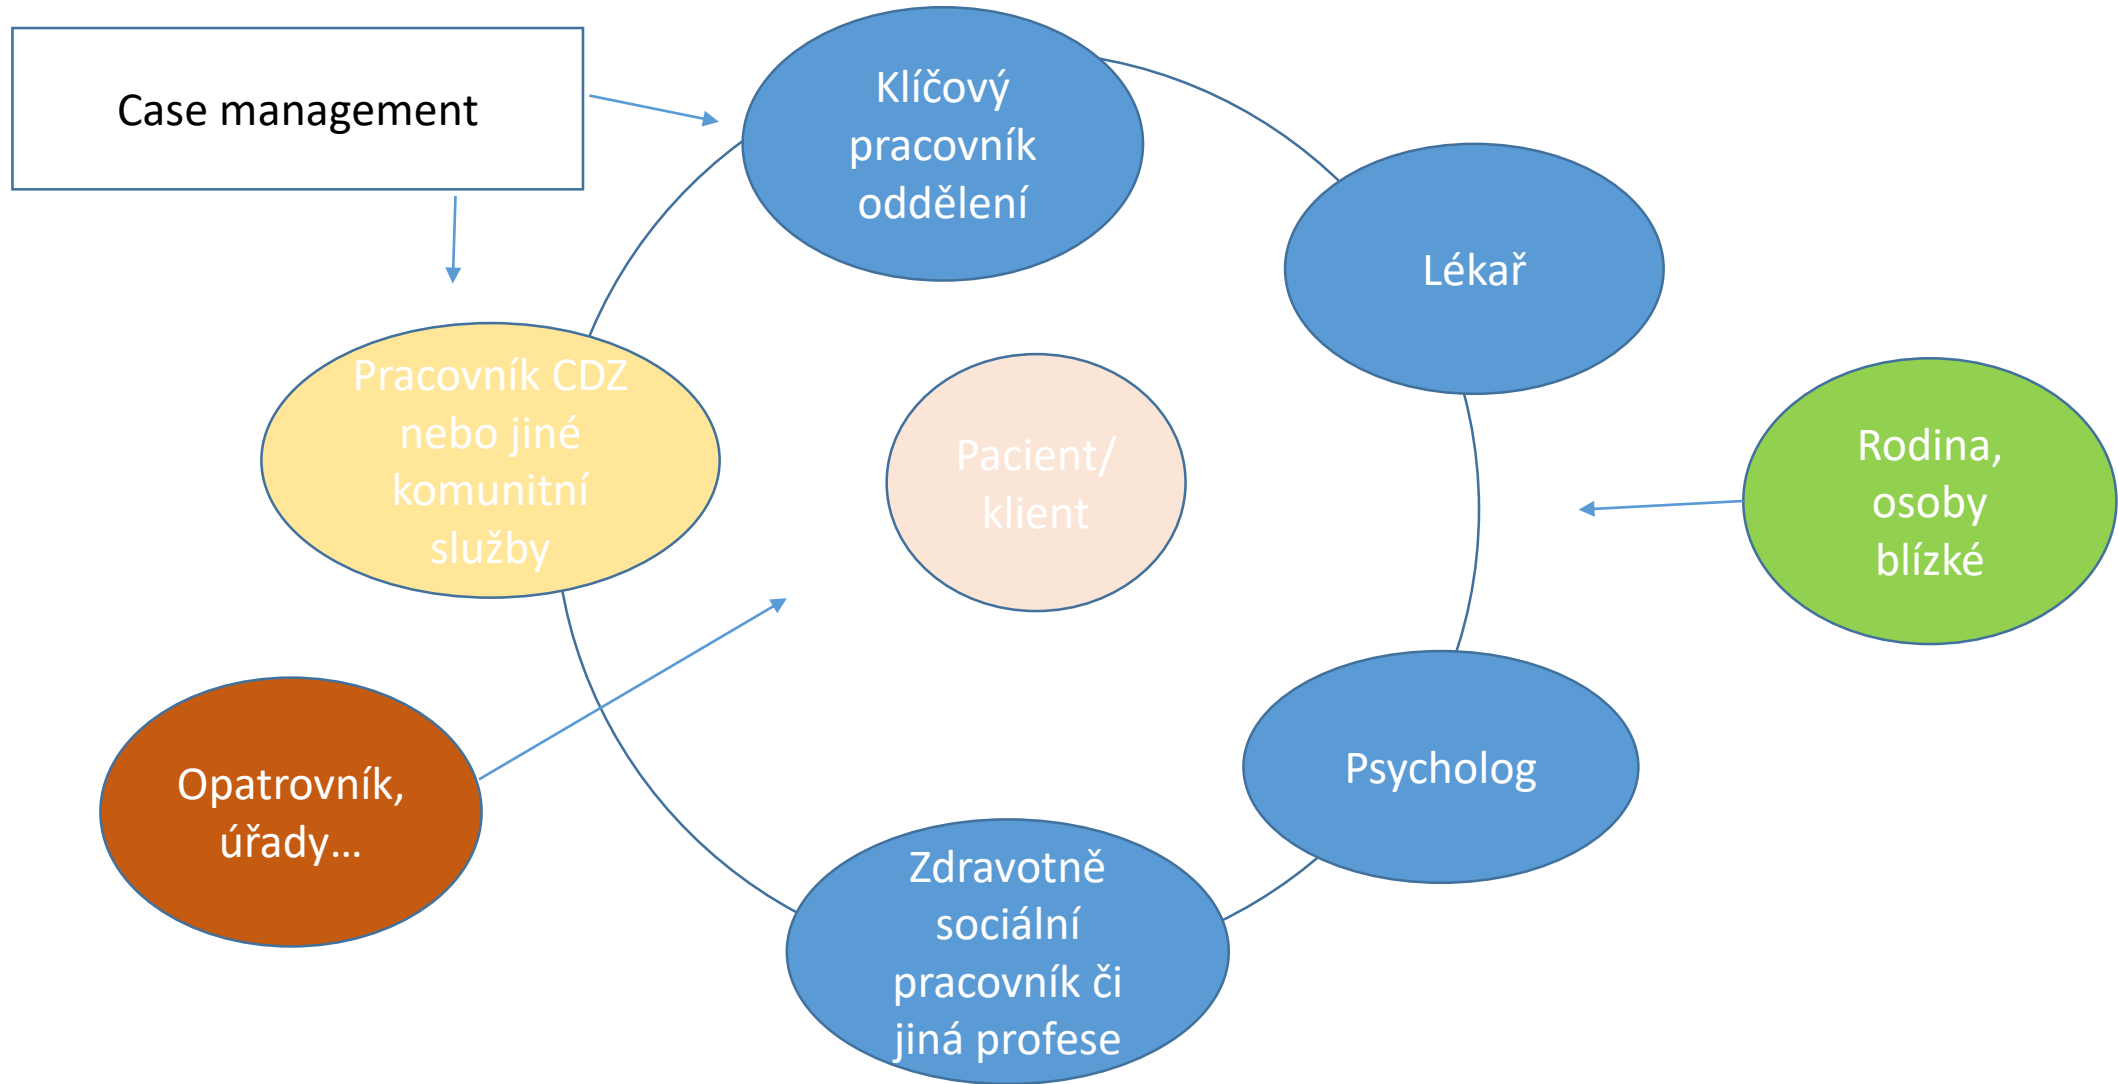 Case management
Klíčový
pracovník
oddělení
Lékař
Pracovník CDZ
nebo jiné
komunitní
služby
Pacient/
klient
Rodina,
osoby
blízké
Opatrovník,
úřady…
Psycholog
Zdravotně
sociální
pracovník či
jiná profese